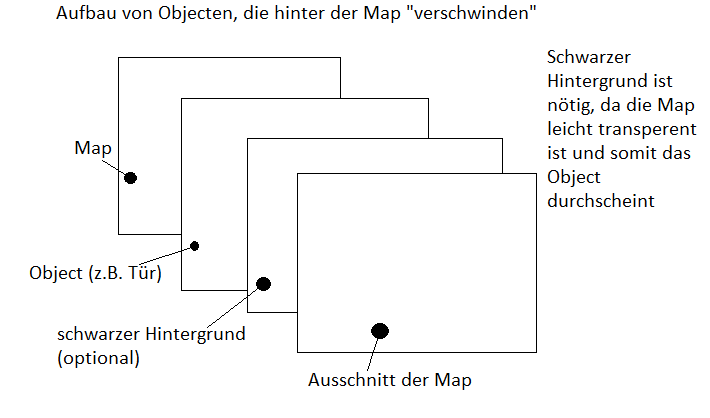 Aufbau von Objecten, die hinter der Map "verschwinden"
Schwarzer
Hintergrund ist
nötig, da die Map
leicht transperent
ist und somit das
Object
durchscheint
Map
Object (z.B. Tür)
schwarzer Hintergrund
(optional)
Ausschnitt der Map